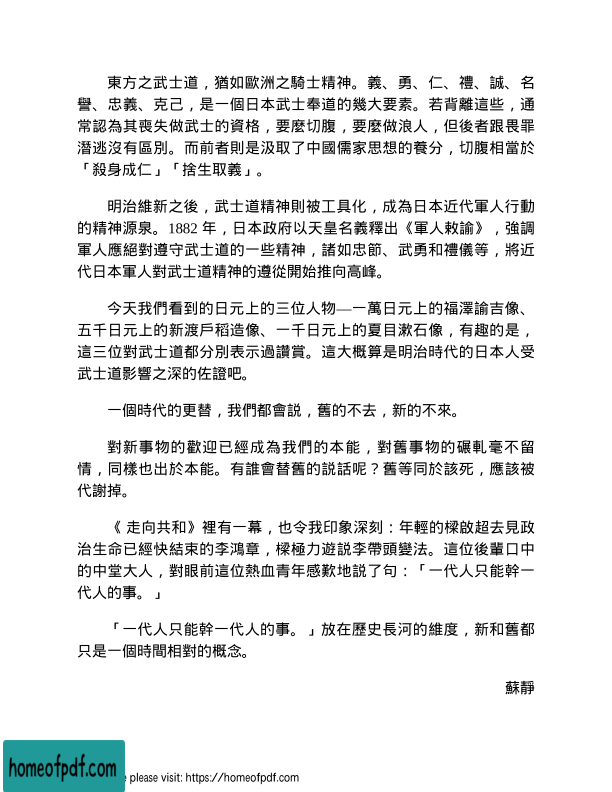 東方之武士道，猶如歐洲之騎士精神。義、勇、仁、禮、誠、名
譽、忠義、克己，是一個日本武士奉道的幾大要素。若背離這些，通
常認為其喪失做武士的資格，要麼切腹，要麼做浪人，但後者跟畏罪
潛逃沒有區別。而前者則是汲取了中國儒家思想的養分，切腹相當於
「殺身成仁」「捨生取義」。
明治維新之後，武士道精神則被工具化，成為日本近代軍人行動
的精神源泉。1882 年，日本政府以天皇名義釋出《軍人敕諭》，強調
軍人應絕對遵守武士道的一些精神，諸如忠節、武勇和禮儀等，將近
代日本軍人對武士道精神的遵從開始推向高峰。
今天我們看到的日元上的三位人物—一萬日元上的福澤諭吉像、
五千日元上的新渡戶稻造像、一千日元上的夏目漱石像，有趣的是，
這三位對武士道都分別表示過讚賞。這大概算是明治時代的日本人受
武士道影響之深的佐證吧。
一個時代的更替，我們都會説，舊的不去，新的不來。
對新事物的歡迎已經成為我們的本能，對舊事物的碾軋毫不留
情，同樣也出於本能。有誰會替舊的説話呢？舊等同於該死，應該被
代謝掉。
《 走向共和》裡有一幕，也令我印象深刻：年輕的樑啟超去見政
治生命已經快結束的李鴻章，樑極力遊説李帶頭變法。這位後輩口中
的中堂大人，對眼前這位熱血青年感歎地説了句：「一代人只能幹一
代人的事。」
「一代人只能幹一代人的事。」放在歷史長河的維度，新和舊都
只是一個時間相對的概念。
蘇靜
homeofpdf.com
e please visit: https://homeofpdf.com